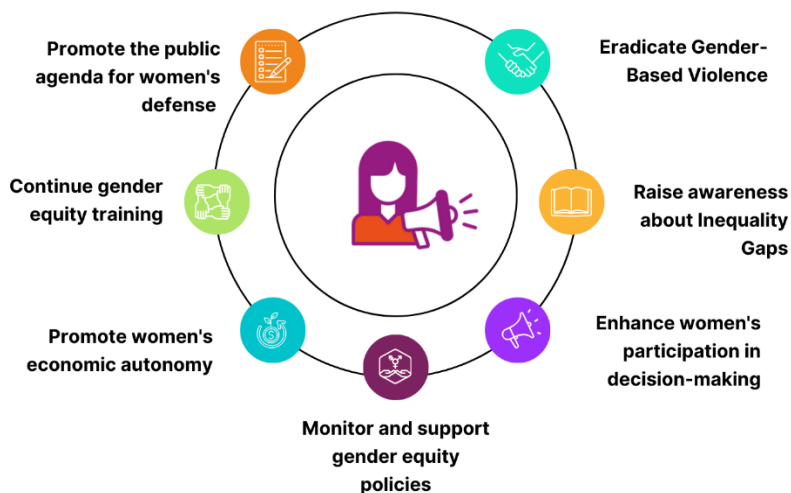 Promote the public
agenda for women's
defense
Eradicate Gender-
Based Violence
Continue gender
equity training
Raise awareness
about Inequality
Gaps
Promote women's
economic autonomy
Enhance women's
participation in
decision-making
Monitor and support
gender equity
policies